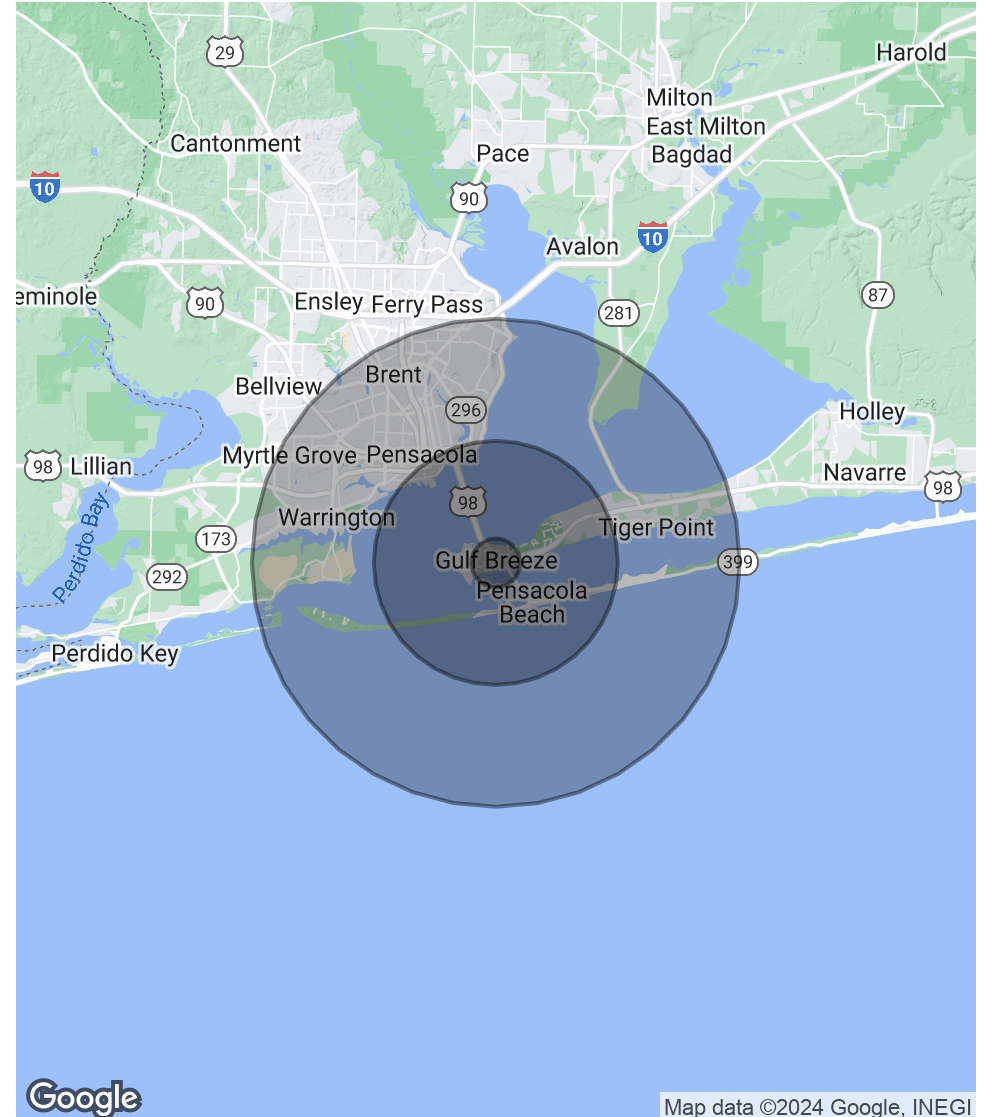 29
Harold
Milton
East Milton
Bagdad
Cantonment
Pace
10
90
10
Avalon
eminole
90
Ensley
Ferry Pass
87
281
Bellview
Brent
296
Holley
Myrtle Grove
Pensacola
98
Lillian
Navarre
98
98
Perdido Bay
Warrington
Tiger Point
173
Gulf Breeze
399
292
Pensacola
Beach
Perdido Key
Google
Map data ©2024 Google, INEGI